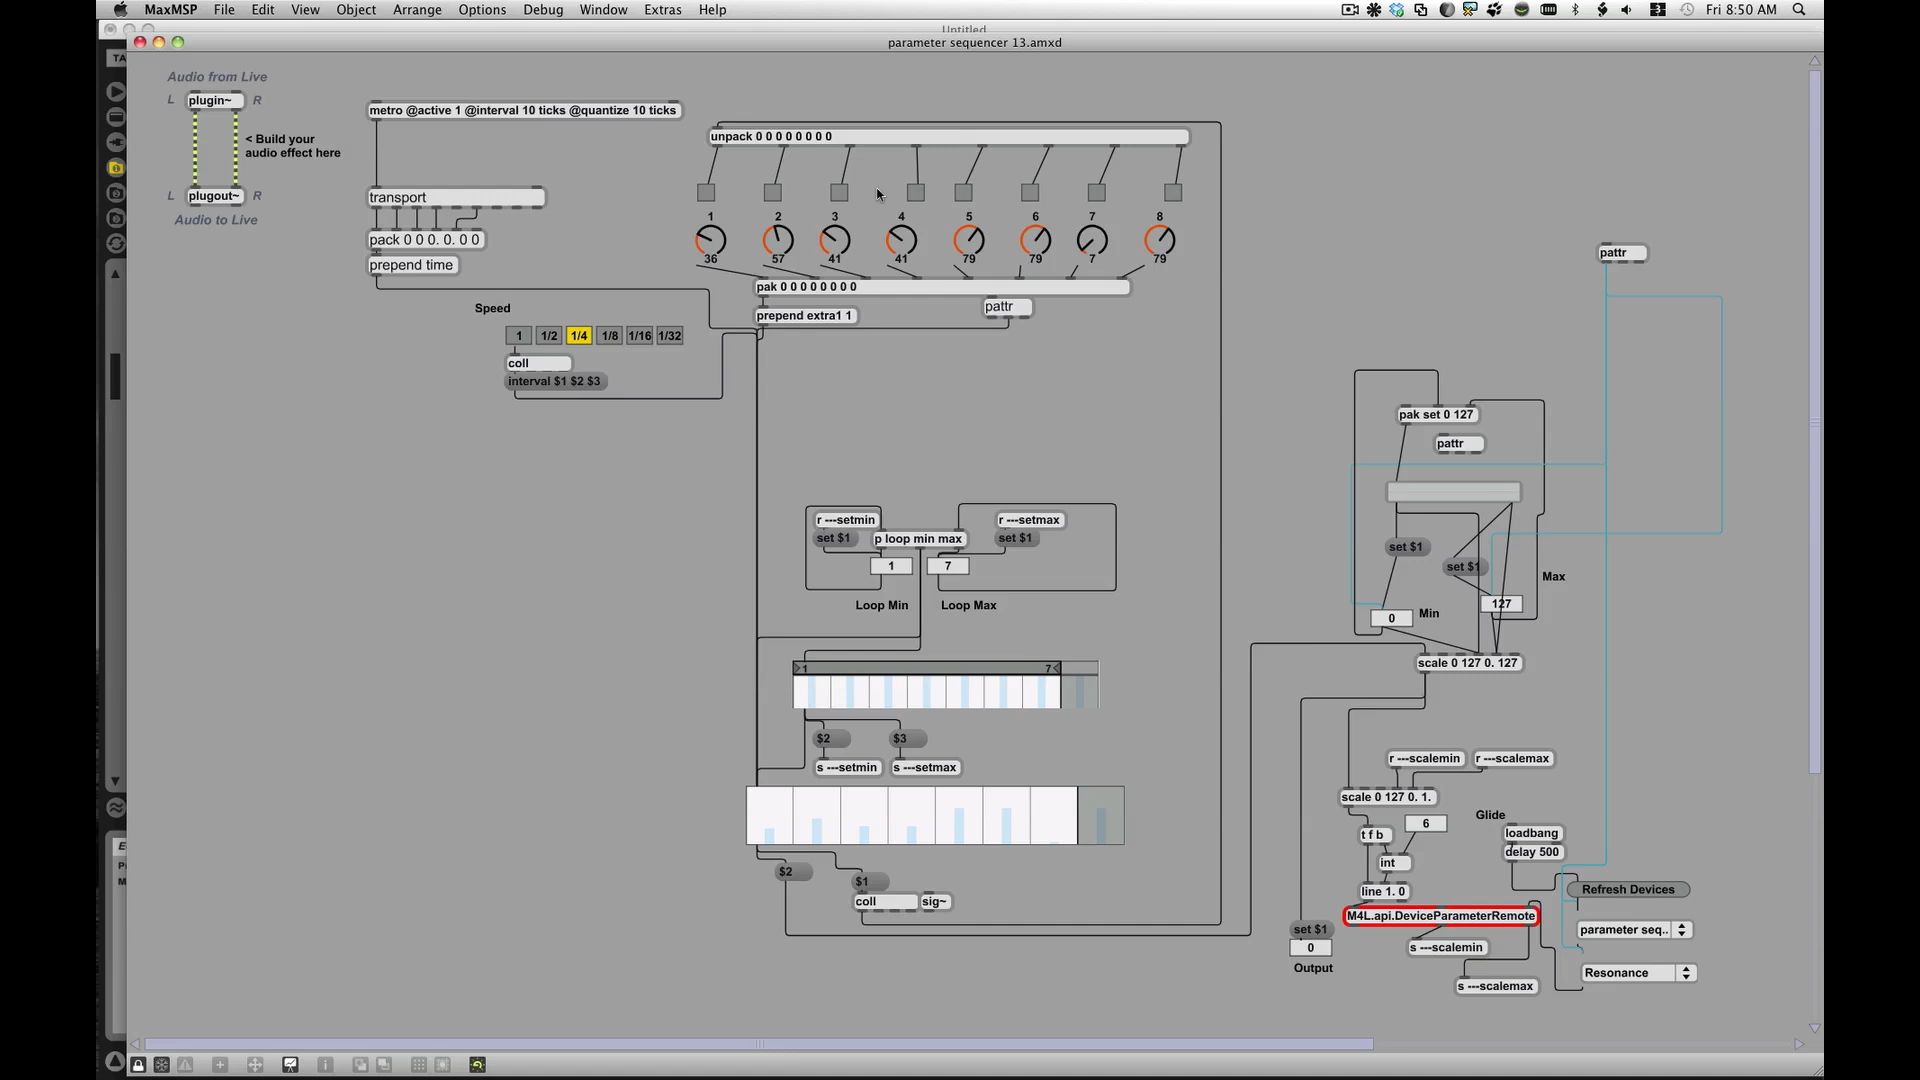 MaxMSP File Edit View Object Arrange Options Debug Window Extras Help
3 Fri 8:50 AM
Untitled
parameter sequencer 13.amxd
TA
Audio from Live
L plugin~ R
< Build your
audio effect here
L plugout~ R
Audio to Live
metro @active 1 @interval 10 ticks @quantize 10 ticks
transport
pack 0 0 0. 0. 0 0
prepend time
Speed
1 1/2 1/4 1/8 1/16 1/32
coll
interval $1 $2 $3
unpack 0 0 0 0 0 0 0 0
1 2 3 4 5 6 7 8
36 57 41 41 79 79 7 79
pak 0 0 0 0 0 0 0 0
pattr
prepend extra1 1
r ---setmin
set $1
p loop min max
r ---setmax
set $1
1 7
Loop Min Loop Max
1 7
$2 $3
s ---setmin s ---setmax
$2
$1
coll sig~
pattr
pak set 0 127
pattr
set $1
set $1
Max
127
0 Min
scale 0 127 0. 127
r ---scalemin r ---scalemax
scale 0 127 0. 1.
6
Glide
t f b
loadbang
delay 500
int
line 1. 0
Refresh Devices
M4L.api.DeviceParameterRemote
set $1
parameter seq..
0
s ---scalemin
Output
Resonance
s ---scalemax